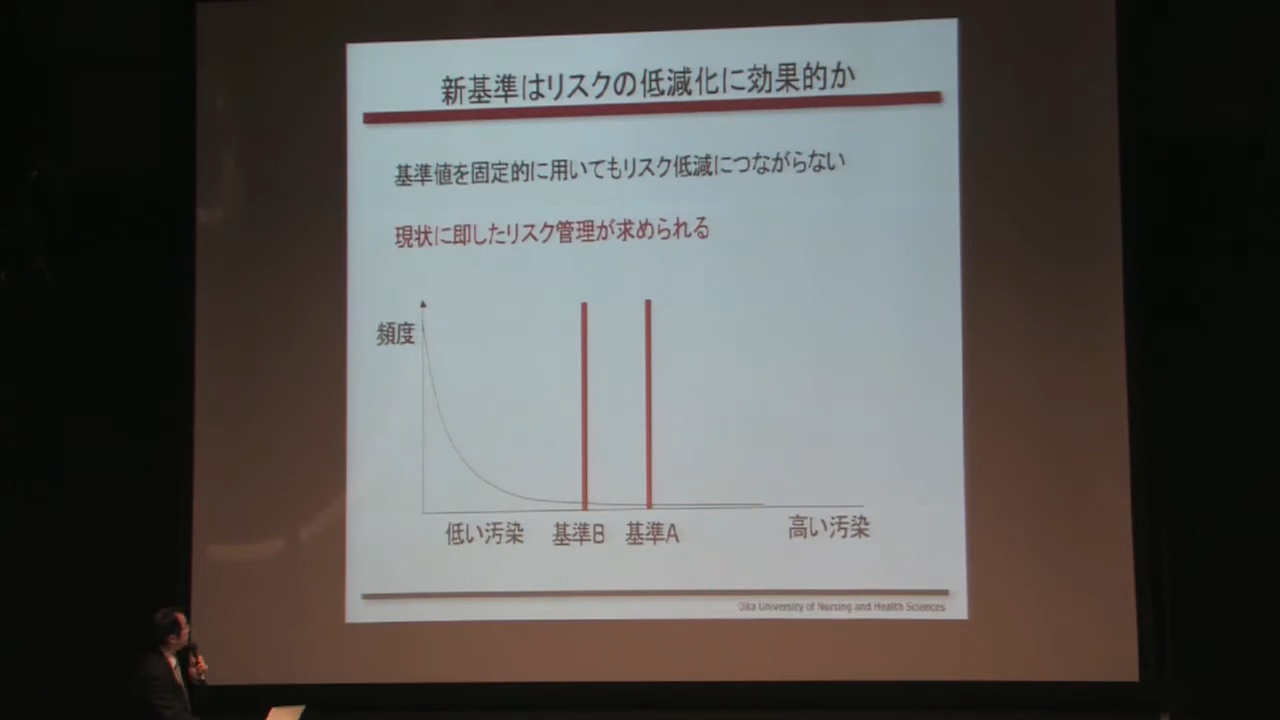 新基準はリスクの低減化に効果的か
基準値を固定的に用いてもリスク低減につながらない
現状に即したリスク管理が求められる
頻度
低い汚染
基準B
基準A
高い汚染
Oita University of Nursing and Health Sciences